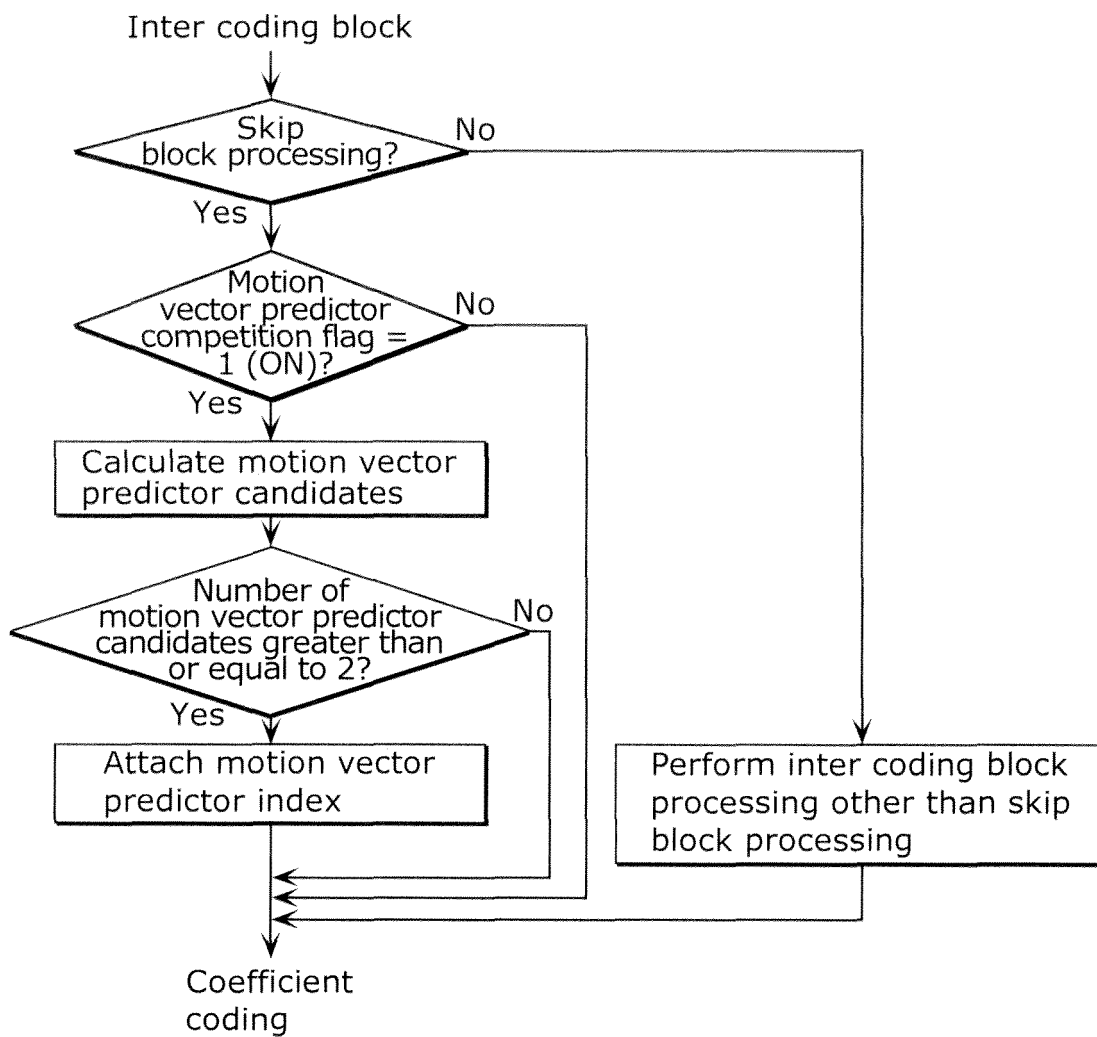 Inter coding block
Skip
block processing?
No
Yes
Motion
vector predictor
competition flag =
1 (ON)?
No
Yes
Calculate motion vector
predictor candidates
Number of
motion vector predictor
candidates greater than
or equal to 2?
No
Yes
Attach motion vector
predictor index
Perform inter coding block
processing other than skip
block processing
Coefficient
coding